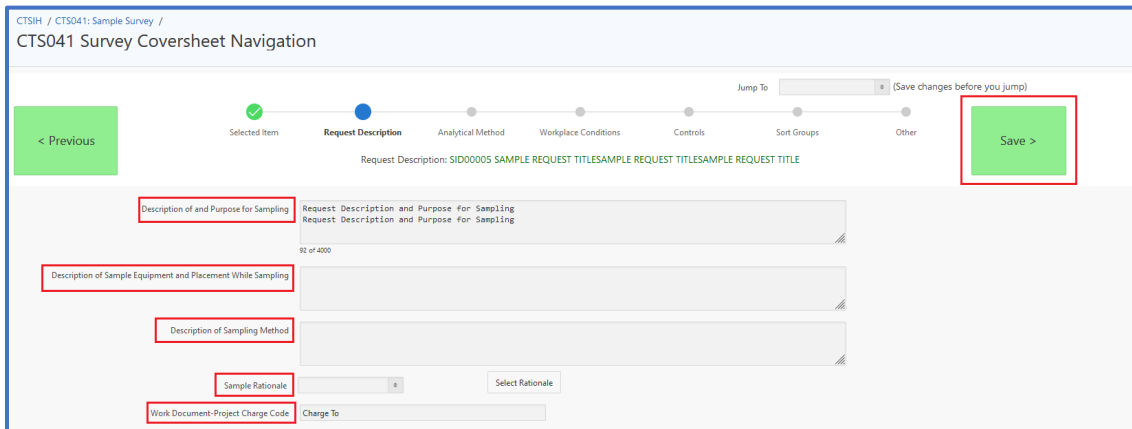 CTSIH / CTS041: Sample Survey /
CTS041 Survey Coversheet Navigation
Jump To (Save changes before you jump)
< Previous
Selected Item Request Description Analytical Method Workplace Conditions Controls Sort Groups Other
Save >
Request Description: SID00005 SAMPLE REQUEST TITLESAMPLE REQUEST TITLESAMPLE REQUEST TITLE
Description of and Purpose for Sampling Request Description and Purpose for Sampling
Request Description and Purpose for Sampling
92 of 4000
Description of Sample Equipment and Placement While Sampling
Description of Sampling Method
Sample Rationale Select Rationale
Work Document-Project Charge Code Charge To